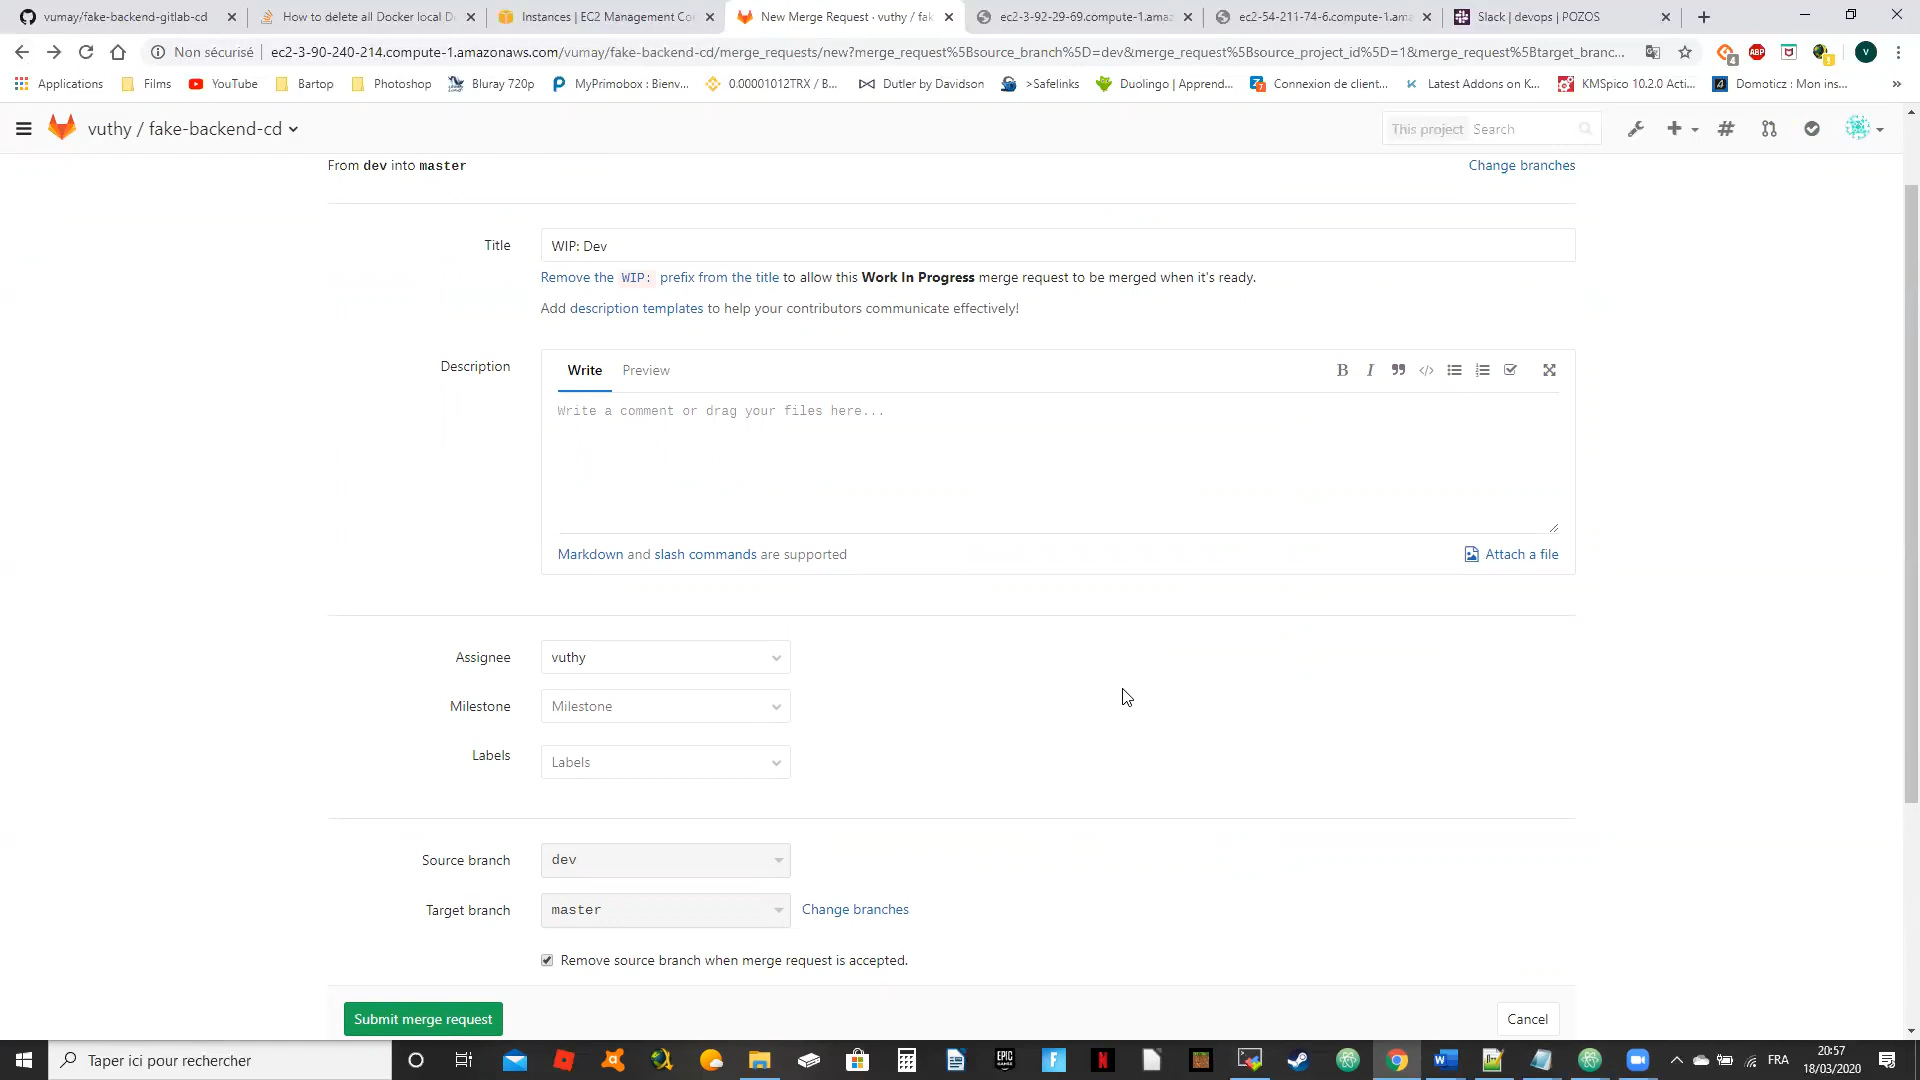 vumay/fake-backend-gitlab-cd
How to delete all Docker local Do
Instances | EC2 Management Co
New Merge Request · vuthy / fak
ec2-3-92-29-69.compute-1.amaz
ec2-54-211-74-6.compute-1.ama
Slack | devops | POZOS
Non sécurisé
ec2-3-90-240-214.compute-1.amazonaws.com/vumay/fake-backend-cd/merge_requests/new?merge_request%5Bsource_branch%5D=dev&merge_request%5Bsource_project_id%5D=1&merge_request%5Btarget_branc...
Applications Films YouTube Bartop Photoshop Bluray 720p MyPrimobox : Bienv... 0.00001012TRX / B... Dutler by Davidson >Safelinks Duolingo | Apprend... Connexion de client... Latest Addons on K... KMSpico 10.2.0 Acti... Domoticz : Mon ins... »
vuthy / fake-backend-cd
This project Search
From dev into master
Change branches
Title
WIP: Dev
Remove the WIP: prefix from the title to allow this Work In Progress merge request to be merged when it's ready.
Add description templates to help your contributors communicate effectively!
Description
Write Preview
Write a comment or drag your files here...
Markdown and slash commands are supported
Attach a file
Assignee
vuthy
Milestone
Milestone
Labels
Labels
Source branch
dev
Target branch
master
Change branches
Remove source branch when merge request is accepted.
Submit merge request
Cancel
Taper ici pour rechercher
FRA
20:57
18/03/2020